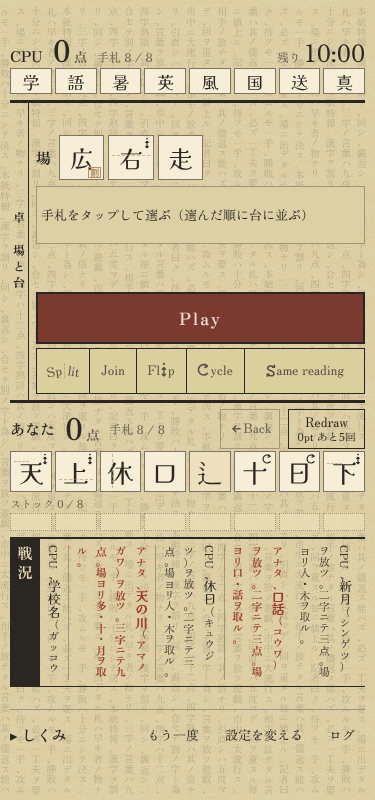 CPU 0点 手札 8 / 8 残り 10:00
学 語 暑 英 風 国 送 真
卓 場と台
場 広 割 右 走
手札をタップして選ぶ（選んだ順に台に並ぶ）
Play
Split Join Flip Cycle Same reading
あなた 0点 手札 8 / 8 ←Back Redraw
0pt あと5回
天 上 休 口 辶 十 日 下
ストック 0 / 8
戦況
CPU、新月（シンゲツ）
ヲ放ツ。二字ニテ三点。場
ヨリ人・木ヲ取ル。
アナタ、口話（コウワ）
ヲ放ツ。二字ニテ三点。場
ヨリ口・話ヲ取ル。
CPU、休日（キュウジ
ツ）ヲ放ツ。二字ニテ三
点。場ヨリ人・木ヲ取ル。
アナタ、天の川（アマノ
ガワ）ヲ放ツ。三字ニテ九
点。場ヨリ多・十・月ヲ取
ル。
CPU、学校名（ガッコウ
▶ しくみ もう一度 設定を変える ログ